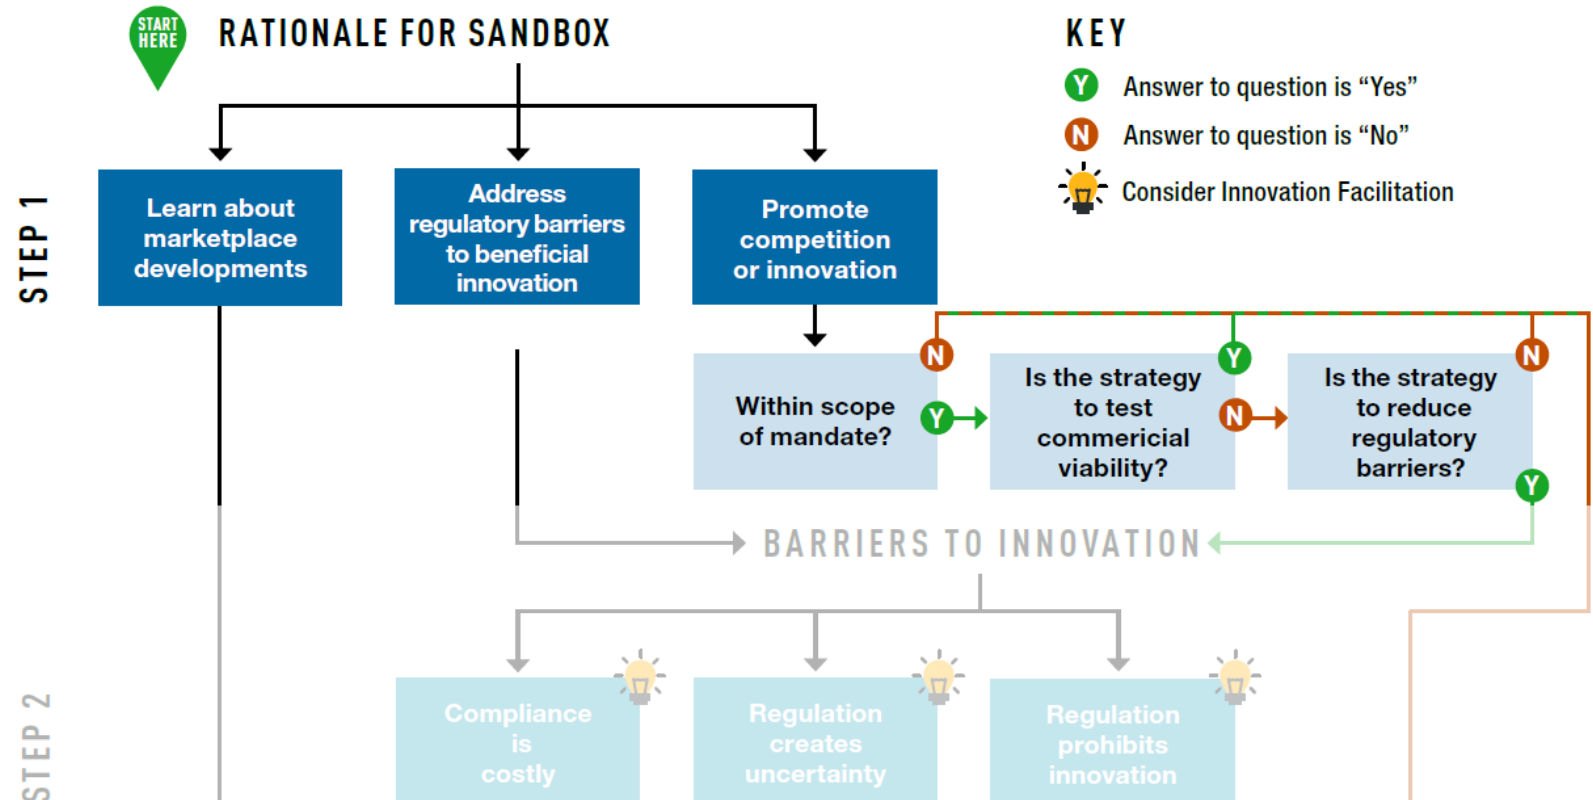 START
HERE
RATIONALE FOR SANDBOX
KEY
Y
Answer to question is “Yes”
N
Answer to question is “No”
Consider Innovation Facilitation
STEP 1
Learn about
marketplace
developments
Address
regulatory barriers
to beneficial
innovation
Promote
competition
or innovation
Within scope
of mandate?
N
Y
Is the strategy
to test
commericial
viability?
Y
N
Is the strategy
to reduce
regulatory
barriers?
N
Y
BARRIERS TO INNOVATION
STEP 2
Compliance
is
costly
Regulation
creates
uncertainty
Regulation
prohibits
innovation